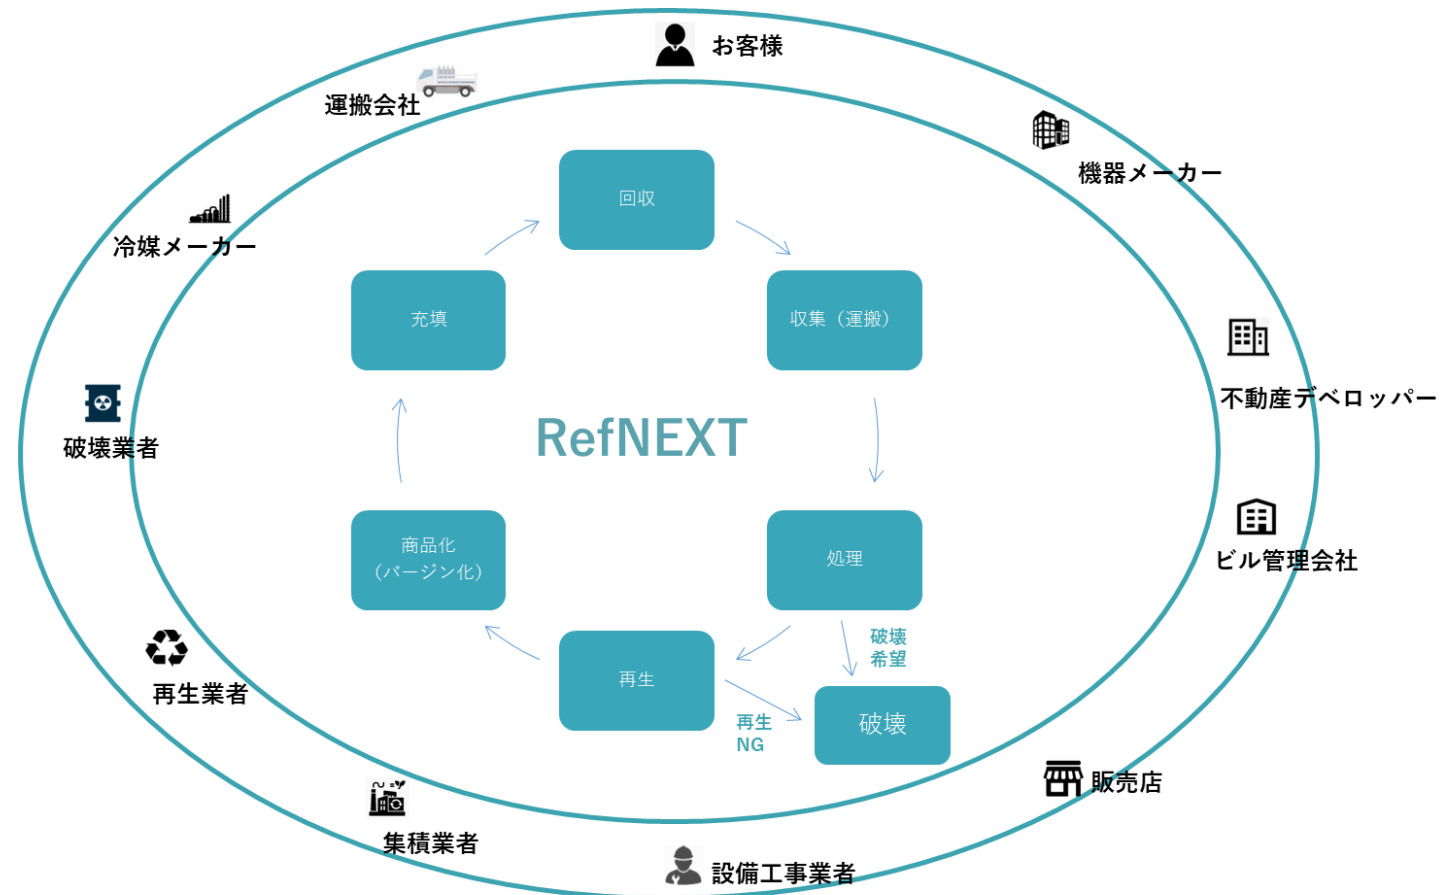 お客様
運搬会社
機器メーカー
回収
冷媒メーカー
充填
収集（運搬）
不動産デベロッパー
RefNEXT
破壊業者
商品化
（バージン化）
処理
ビル管理会社
破壊
希望
再生
再生業者
再生
NG
破壊
販売店
集積業者
設備工事業者